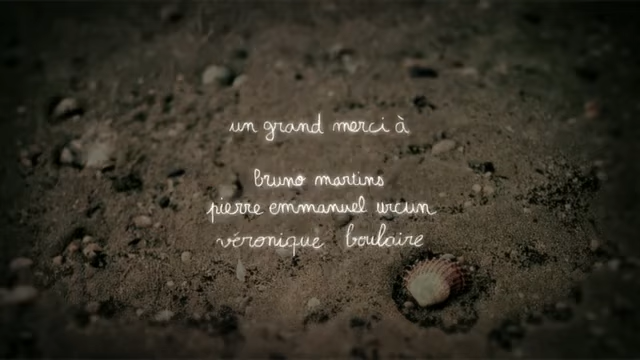 un grand merci à
bruno martins
pierre emmanuel urcun
véronique boulaire